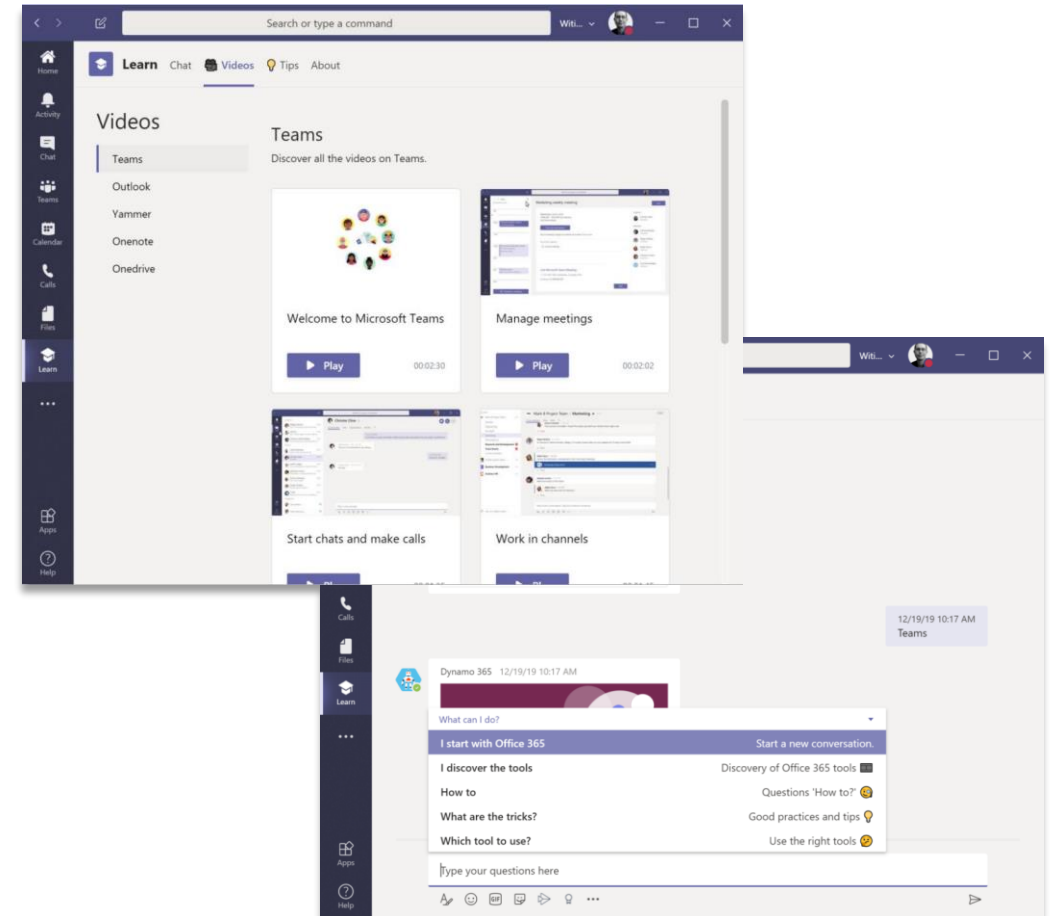 Search or type a command
Witi...
Home
Activity
Chat
Teams
Calendar
Calls
Files
Learn
Apps
Help
Learn Chat Videos Tips About
Videos
Teams
Outlook
Yammer
Onenote
Onedrive
Teams
Discover all the videos on Teams.
Welcome to Microsoft Teams
Play 00:02:30
Manage meetings
Play 00:02:02
Start chats and make calls
Work in channels
Witi...
Calls
Files
Learn
Apps
Help
12/19/19 10:17 AM
Teams
Dynamo 365 12/19/19 10:17 AM
What can I do?
I start with Office 365 Start a new conversation.
I discover the tools Discovery of Office 365 tools
How to Questions 'How to?'
What are the tricks? Good practices and tips
Which tool to use? Use the right tools
Type your questions here
GIF